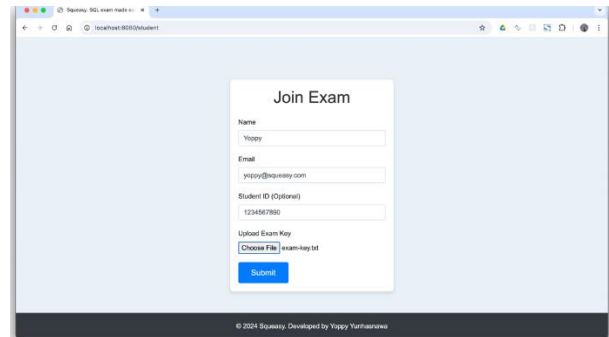 Squeasy. SQL exam made ea
localhost:8080/student
Join Exam
Name
Yoppy
Email
yoppy@squeasy.com
Student ID (Optional)
1234567890
Upload Exam Key
Choose File exam-key.txt
Submit
© 2024 Squeasy. Developed by Yoppy Yunhasnawa